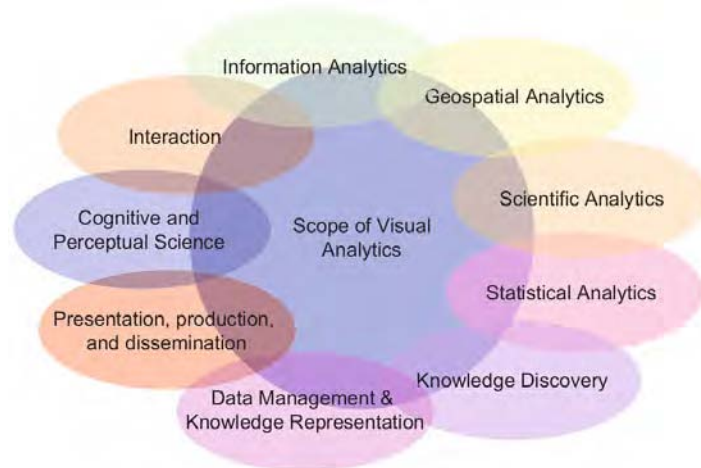 Information Analytics
Geospatial Analytics
Interaction
Scientific Analytics
Cognitive and
Perceptual Science
Scope of Visual
Analytics
Statistical Analytics
Presentation, production,
and dissemination
Knowledge Discovery
Data Management &
Knowledge Representation